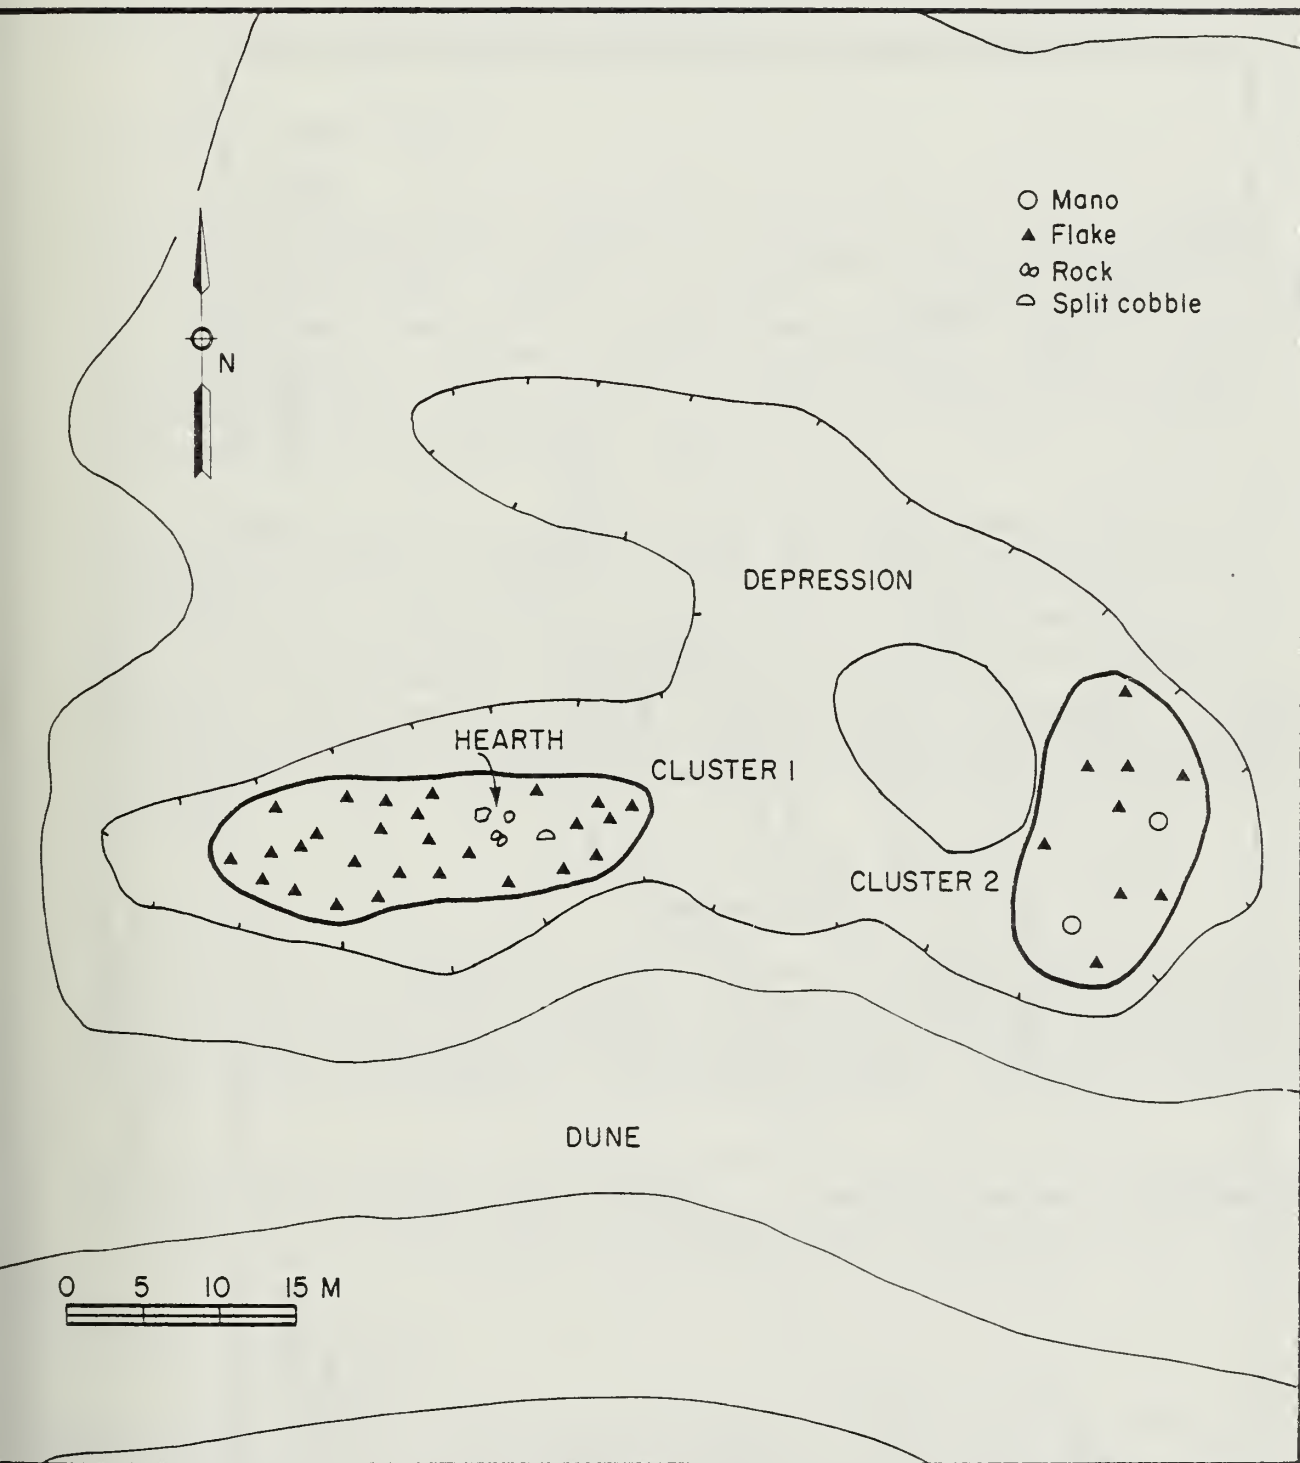 Mano
Flake
Rock
Split cobble
N
DEPRESSION
HEARTH
CLUSTER 1
CLUSTER 2
DUNE
0 5 10 15 M